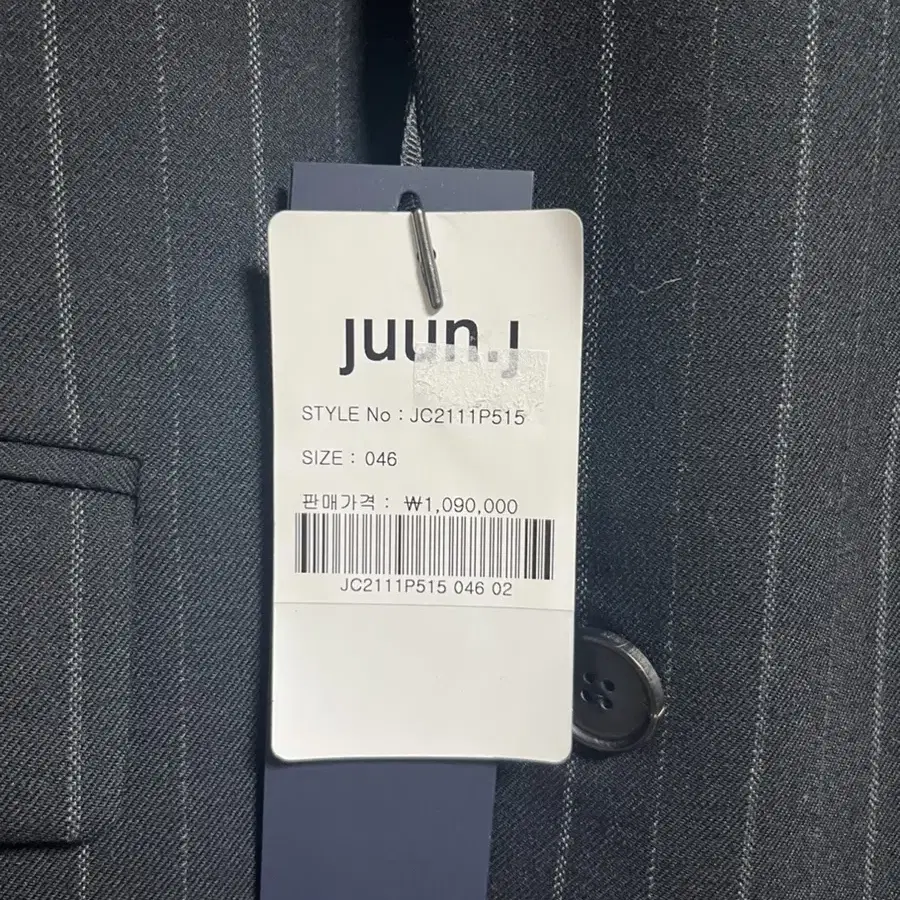 juun.j
STYLE No : JC2111P515
SIZE : 046
판매가격 : ₩1,090,000
JC2111P515 046 02